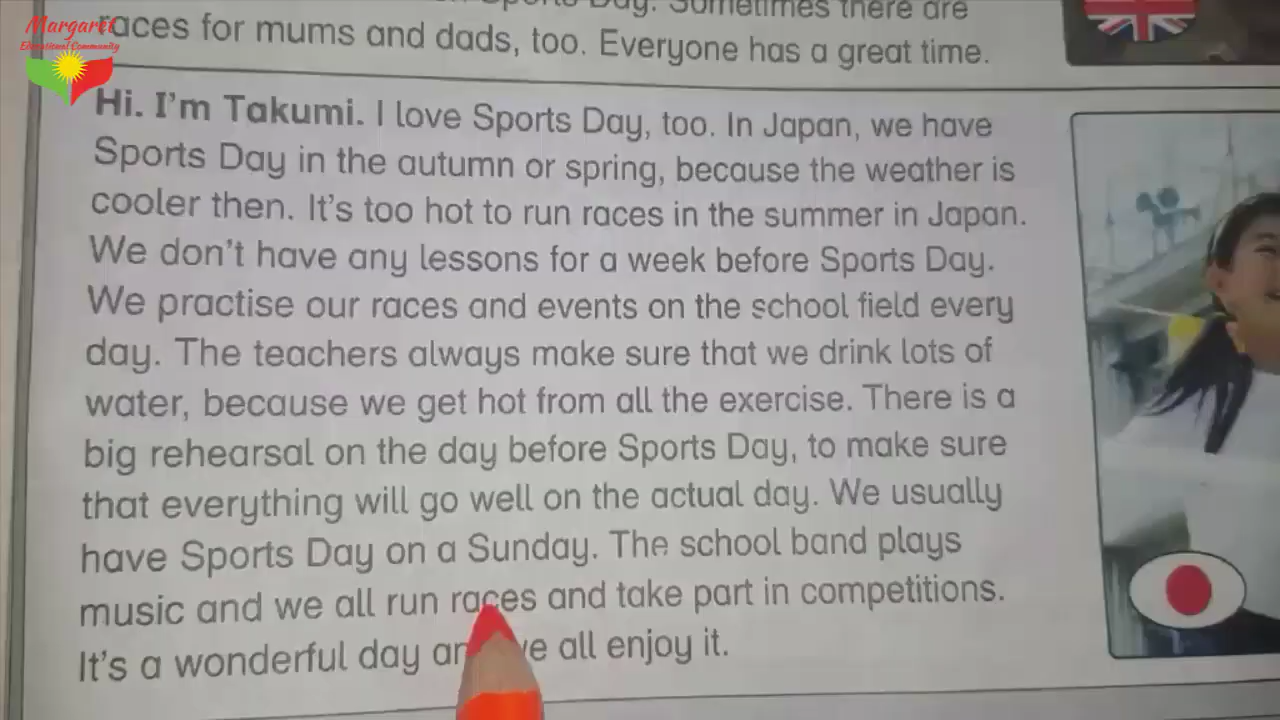 Margaret
Educational Community
Sports Day. Sometimes there are
races for mums and dads, too. Everyone has a great time.
Hi. I'm Takumi. I love Sports Day, too. In Japan, we have
Sports Day in the autumn or spring, because the weather is
cooler then. It's too hot to run races in the summer in Japan.
We don't have any lessons for a week before Sports Day.
We practise our races and events on the school field every
day. The teachers always make sure that we drink lots of
water, because we get hot from all the exercise. There is a
big rehearsal on the day before Sports Day, to make sure
that everything will go well on the actual day. We usually
have Sports Day on a Sunday. The school band plays
music and we all run races and take part in competitions.
It's a wonderful day and we all enjoy it.